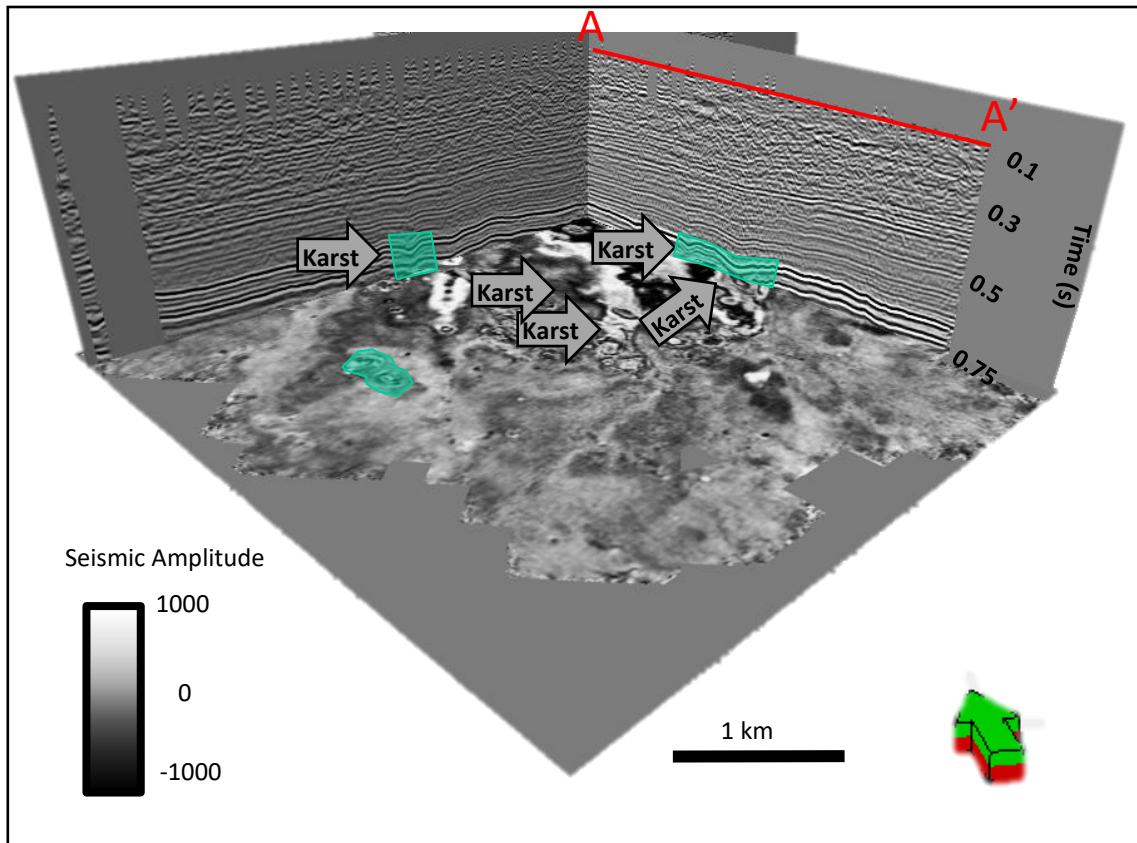 A
A’
0.1
0.3
0.5
0.75
Time (s)
Karst
Karst
Karst
Karst
Karst
Seismic Amplitude
1000
0
-1000
1 km